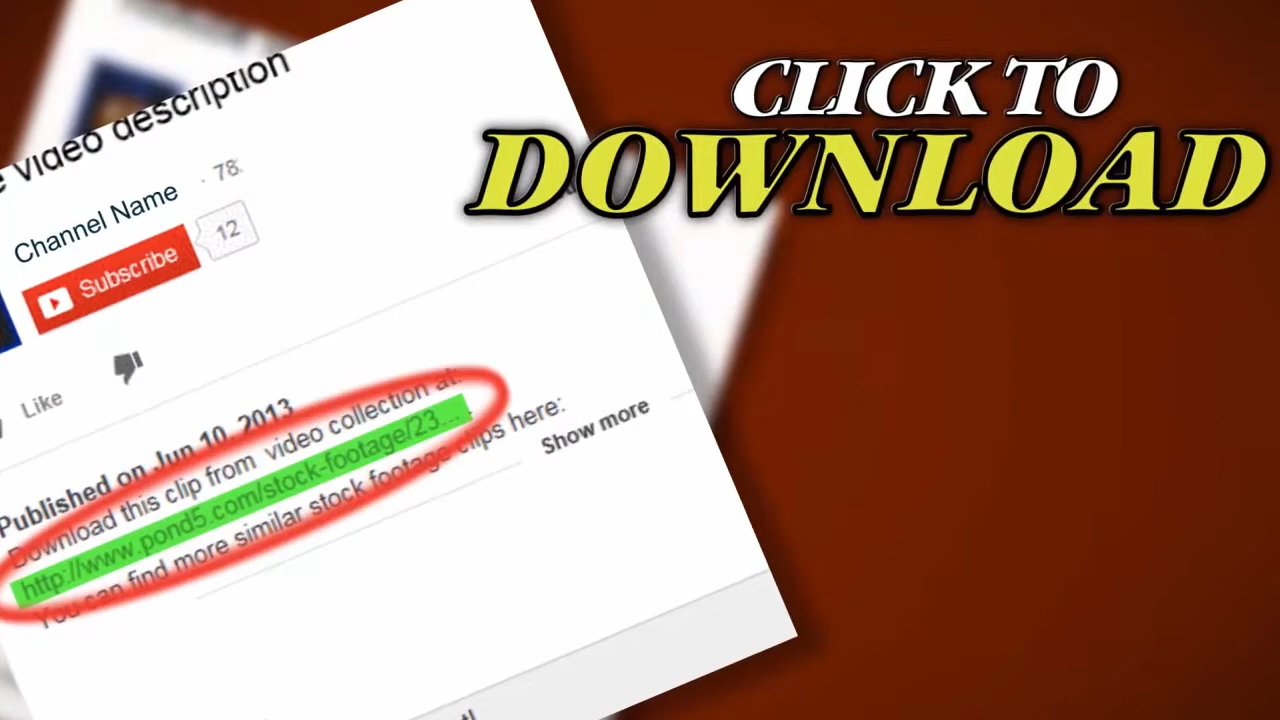 CLICK TO
DOWNLOAD
video description
Channel Name
78
Subscribe
12
Like
Published on Jun 10, 2013
Download this clip from video collection at:
http://www.pond5.com/stock-footage/23...
You can find more similar stock footage clips here:
Show more